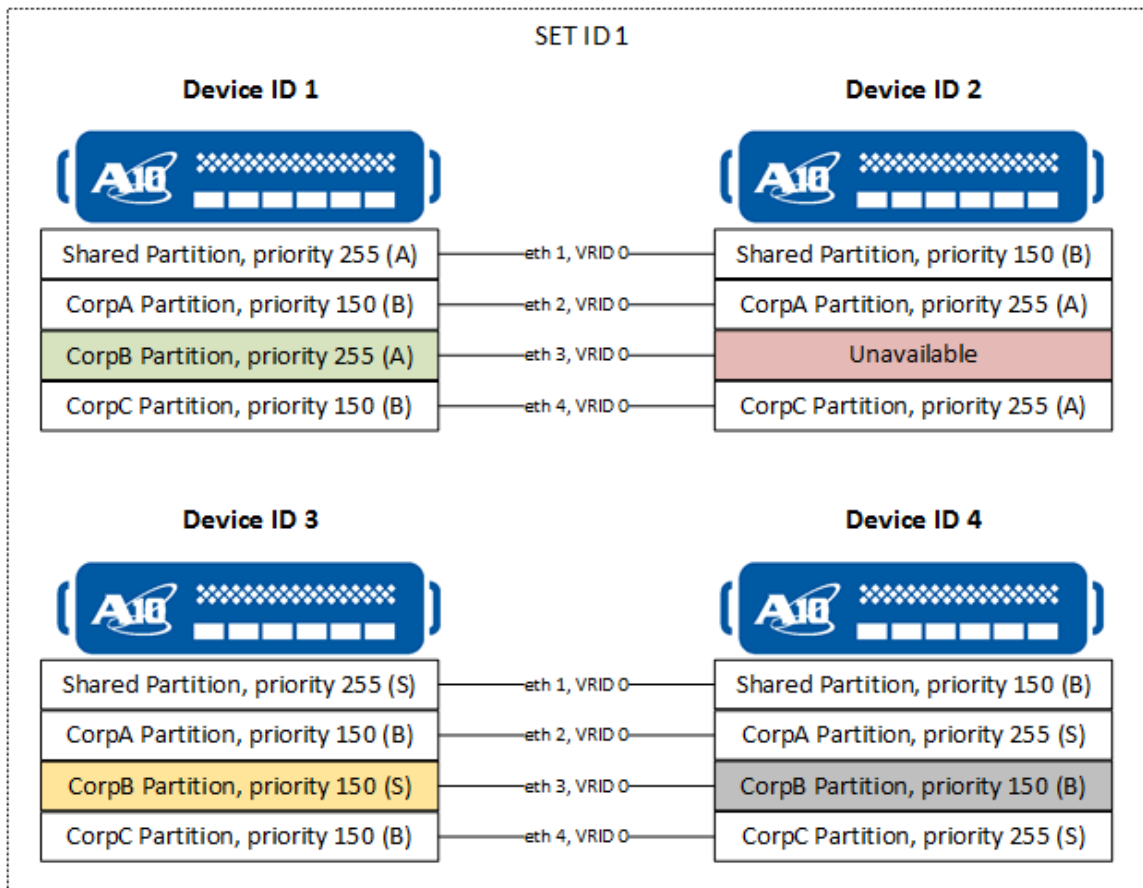 SET ID 1
Device ID 1
Device ID 2
A10
A10
Shared Partition, priority 255 (A)
eth 1, VRID 0
Shared Partition, priority 150 (B)
CorpA Partition, priority 150 (B)
eth 2, VRID 0
CorpA Partition, priority 255 (A)
CorpB Partition, priority 255 (A)
eth 3, VRID 0
Unavailable
CorpC Partition, priority 150 (B)
eth 4, VRID 0
CorpC Partition, priority 255 (A)
Device ID 3
Device ID 4
A10
A10
Shared Partition, priority 255 (S)
eth 1, VRID 0
Shared Partition, priority 150 (B)
CorpA Partition, priority 150 (B)
eth 2, VRID 0
CorpA Partition, priority 255 (S)
CorpB Partition, priority 150 (S)
eth 3, VRID 0
CorpB Partition, priority 150 (B)
CorpC Partition, priority 150 (B)
eth 4, VRID 0
CorpC Partition, priority 255 (S)